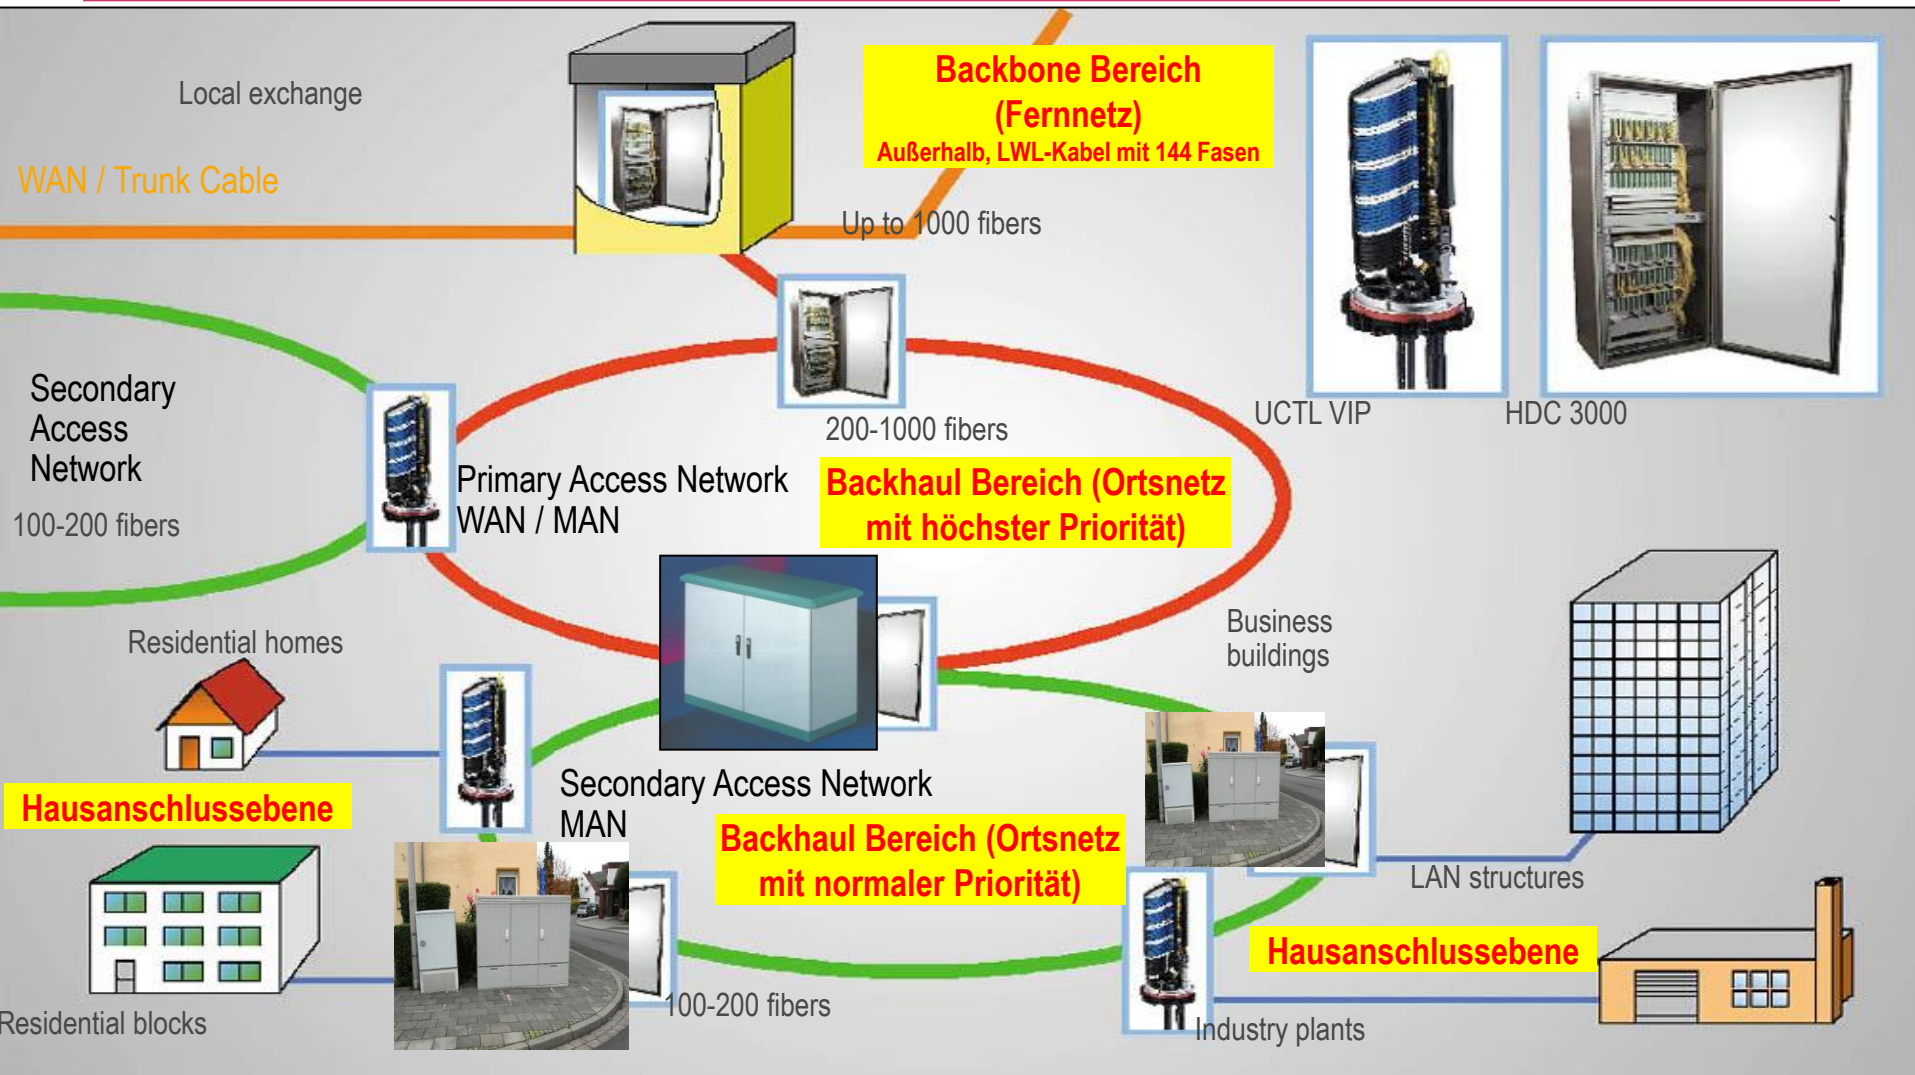 Local exchange
WAN / Trunk Cable
Backbone Bereich
(Fernnetz)
Außerhalb, LWL-Kabel mit 144 Fasen
Up to 1000 fibers
UCTL VIP
HDC 3000
Secondary
Access
Network
100-200 fibers
200-1000 fibers
Primary Access Network
WAN / MAN
Backhaul Bereich (Ortsnetz
mit höchster Priorität)
Residential homes
Business
buildings
Hausanschlussebene
Secondary Access Network
MAN
Backhaul Bereich (Ortsnetz
mit normaler Priorität)
LAN structures
Hausanschlussebene
Residential blocks
100-200 fibers
Industry plants